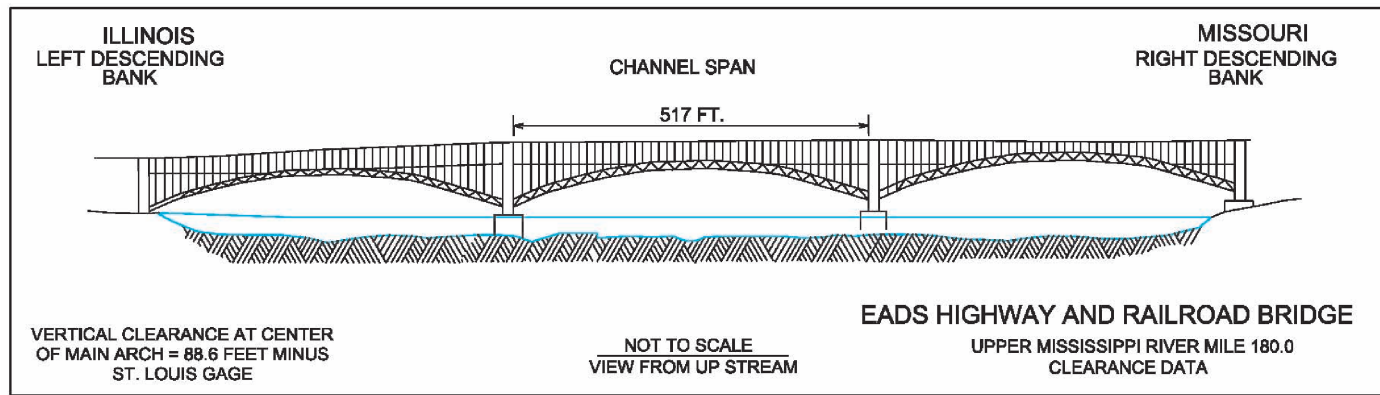 ILLINOIS
LEFT DESCENDING
BANK
CHANNEL SPAN
MISSOURI
RIGHT DESCENDING
BANK
517 FT.
VERTICAL CLEARANCE AT CENTER
OF MAIN ARCH = 88.6 FEET MINUS
ST. LOUIS GAGE
NOT TO SCALE
VIEW FROM UP STREAM
EADS HIGHWAY AND RAILROAD BRIDGE
UPPER MISSISSIPPI RIVER MILE 180.0
CLEARANCE DATA